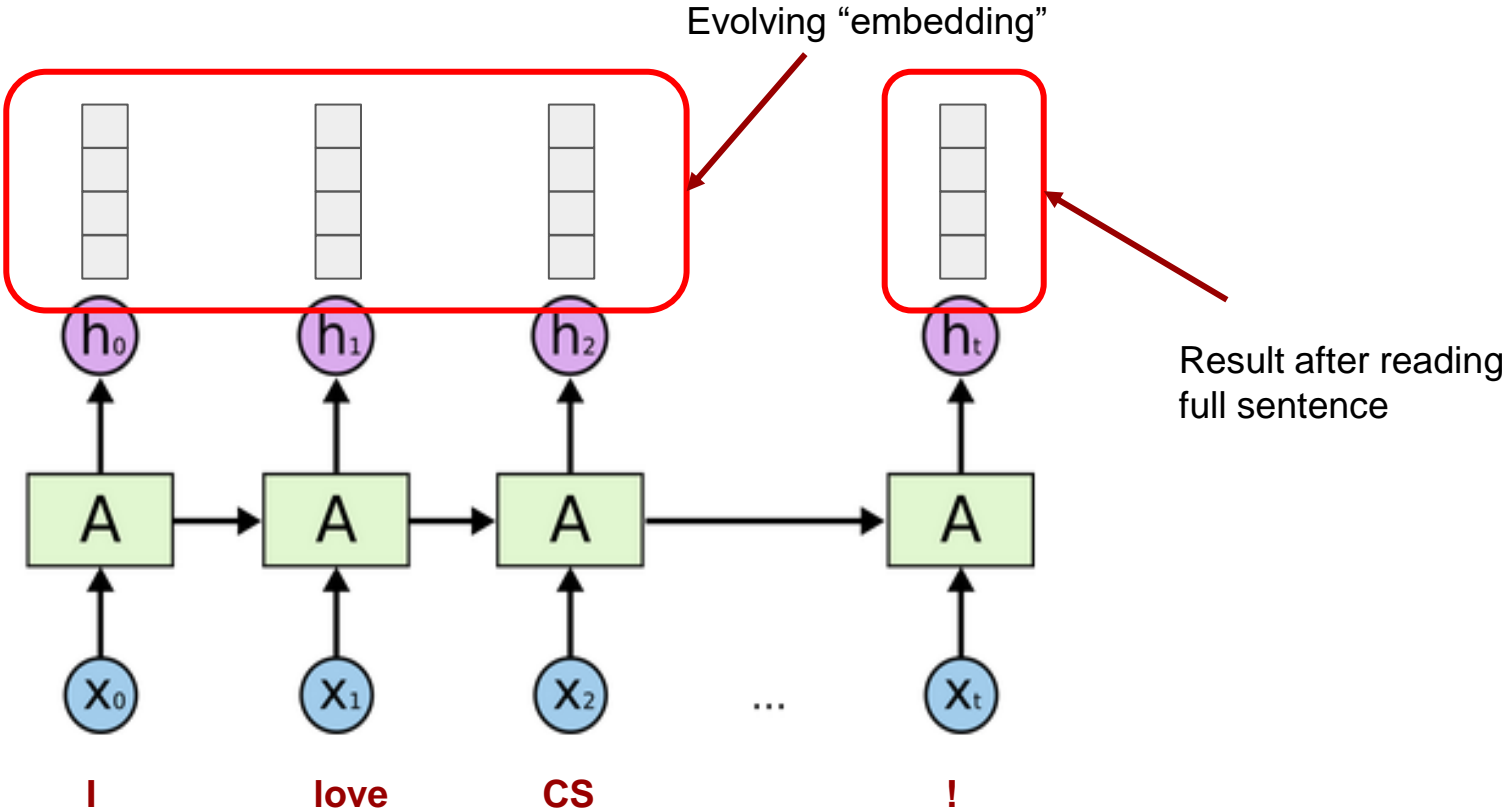 Evolving “embedding”
h₀ h₁ h₂ hₜ
Result after reading
full sentence
A A A A
x₀ x₁ x₂ ... xₜ
I love CS !